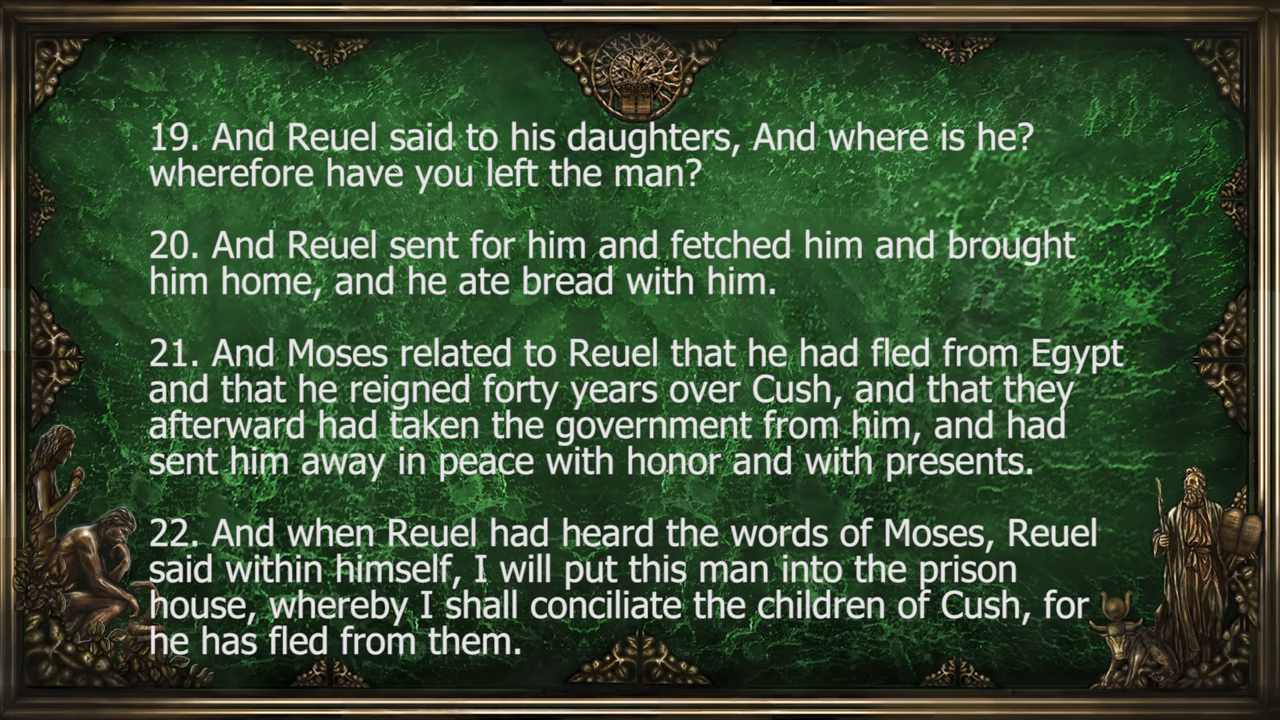 19. And Reuel said to his daughters, And where is he?
wherefore have you left the man?
20. And Reuel sent for him and fetched him and brought
him home, and he ate bread with him.
21. And Moses related to Reuel that he had fled from Egypt
and that he reigned forty years over Cush, and that they
afterward had taken the government from him, and had
sent him away in peace with honor and with presents.
22. And when Reuel had heard the words of Moses, Reuel
said within himself, I will put this man into the prison
house, whereby I shall conciliate the children of Cush, for
he has fled from them.